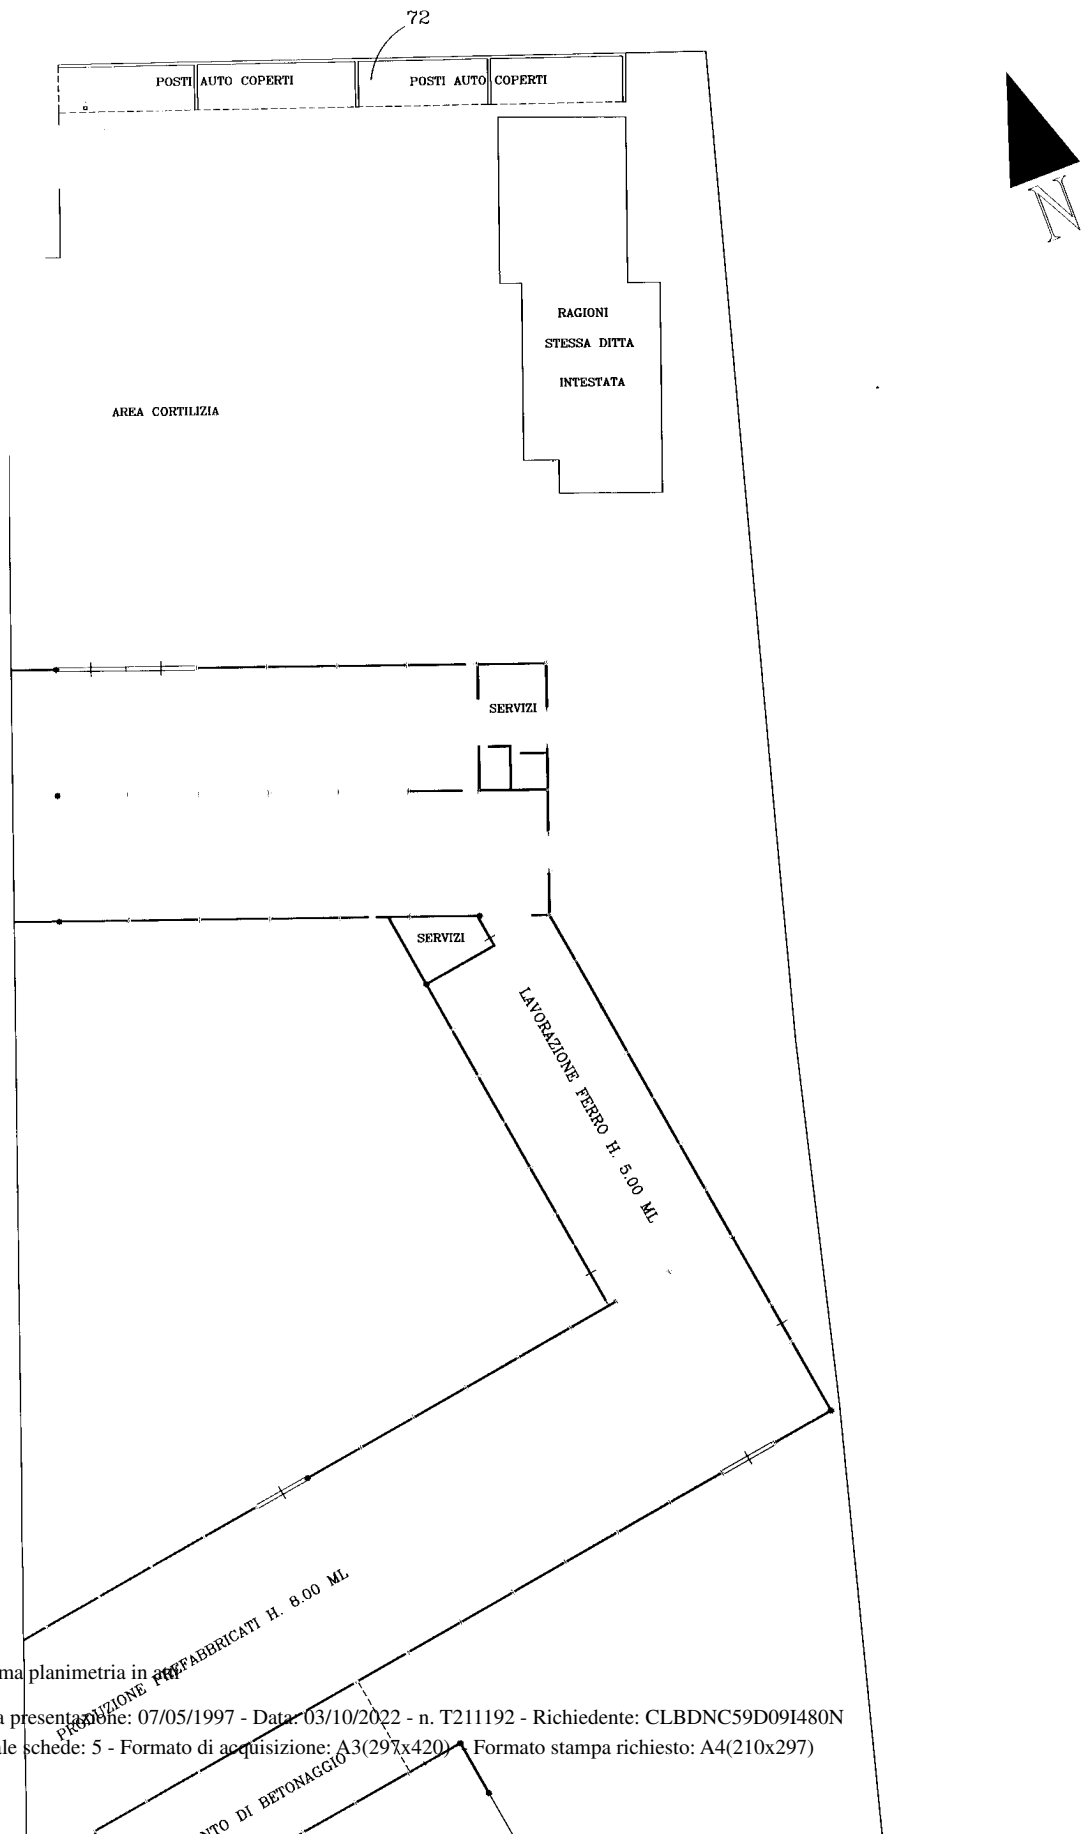 72
POSTI AUTO COPERTI
POSTI AUTO COPERTI
N
RAGIONI
STESSA DITTA
INTESTATA
AREA CORTILIZIA
SERVIZI
SERVIZI
LAVORAZIONE FERRO H. 5.00 ML
PRODUZIONE PREFABBRICATI H. 8.00 ML
ma planimetria in atti
a presentazione: 07/05/1997 - Data: 03/10/2022 - n. T211192 - Richiedente: CLBDNC59D09I480N
ale schede: 5 - Formato di acquisizione: A3(297x420) - Formato stampa richiesto: A4(210x297)
NTO DI BETONAGGIO